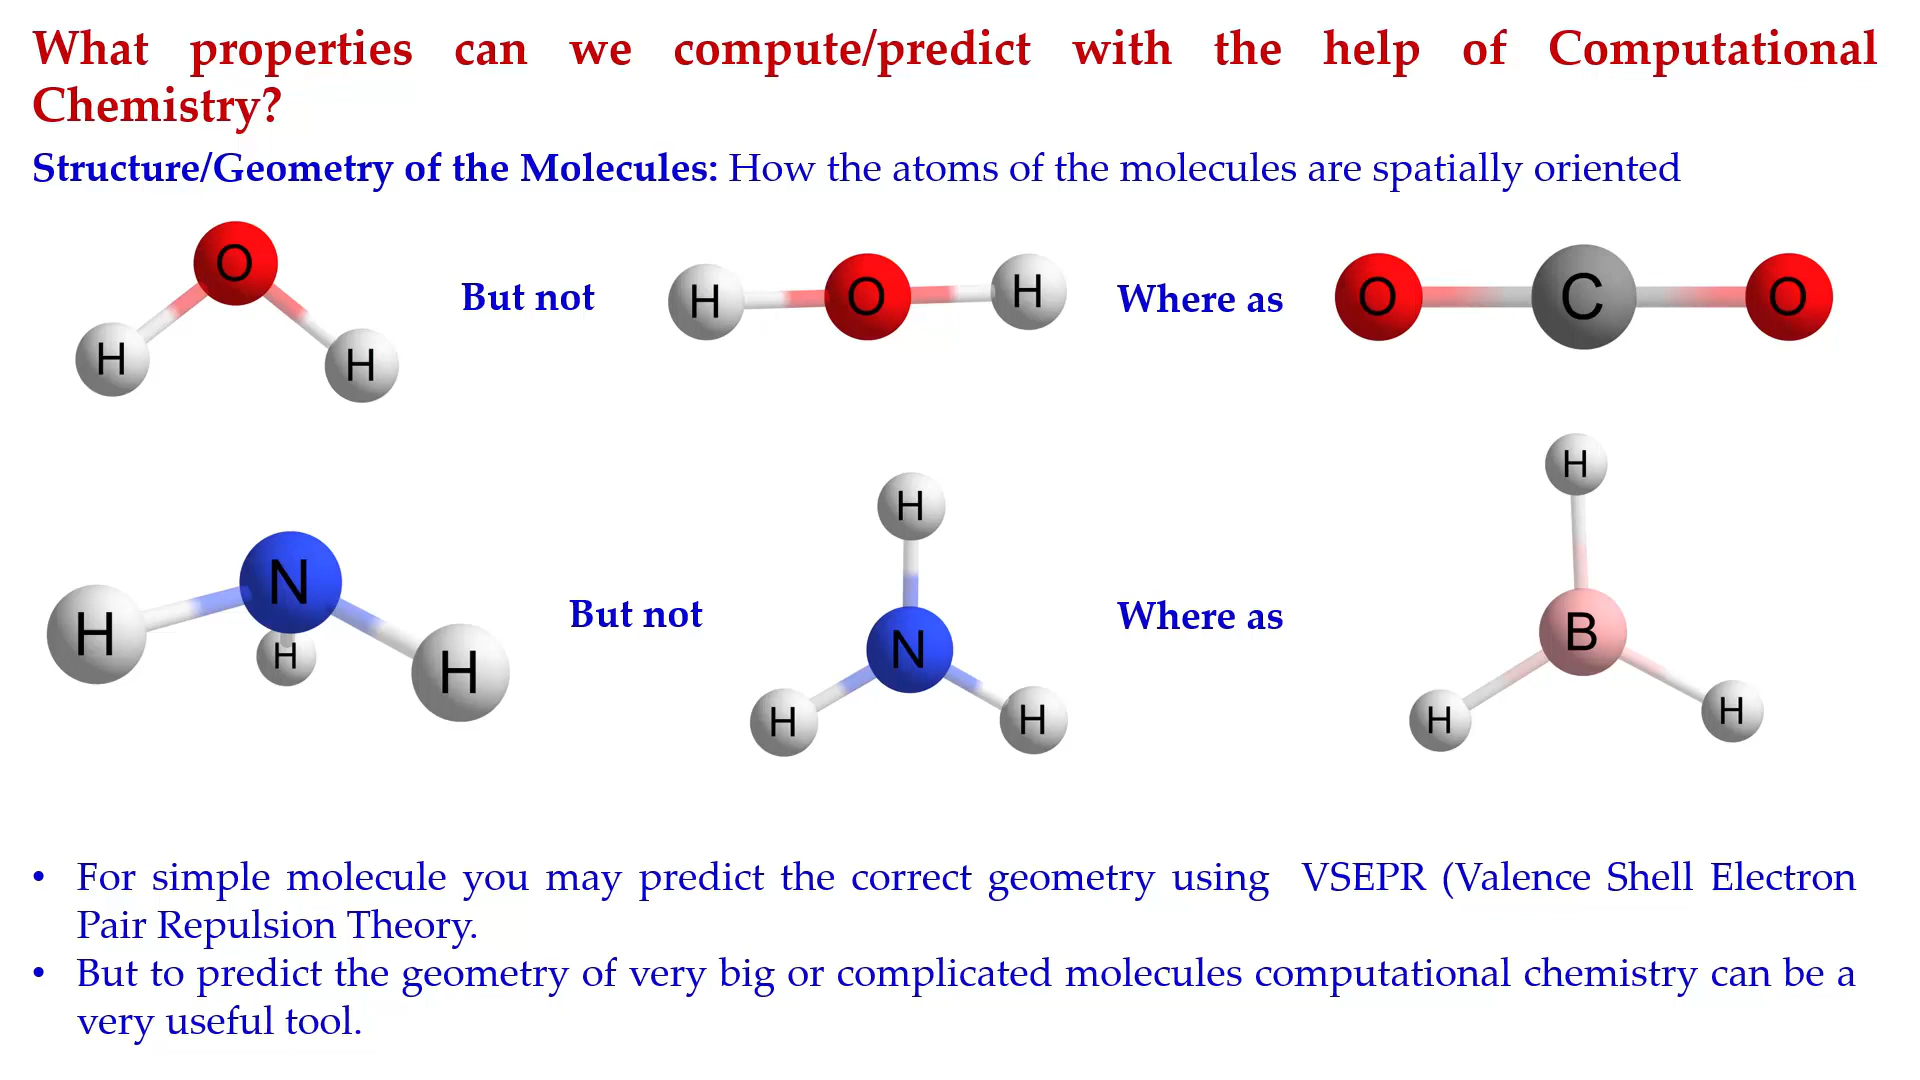 What properties can we compute/predict with the help of Computational
Chemistry?
Structure/Geometry of the Molecules: How the atoms of the molecules are spatially oriented
O
H
H
But not
H
O
H
Where as
O
C
O
N
H
H
H
But not
H
N
H
H
Where as
H
B
H
H
• For simple molecule you may predict the correct geometry using VSEPR (Valence Shell Electron
Pair Repulsion Theory.
• But to predict the geometry of very big or complicated molecules computational chemistry can be a
very useful tool.